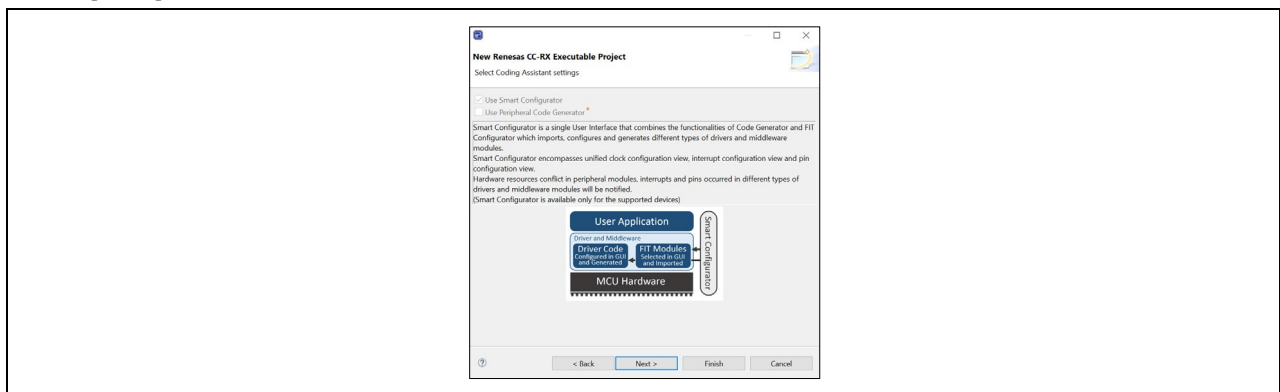 New Renesas CC-RX Executable Project
Select Coding Assistant settings
Use Smart Configurator
Use Peripheral Code Generator *
Smart Configurator is a single User Interface that combines the functionalities of Code Generator and FIT
Configurator which imports, configures and generates different types of drivers and middleware
modules.
Smart Configurator encompasses unified clock configuration view, interrupt configuration view and pin
configuration view.
Hardware resources conflict in peripheral modules, interrupts and pins occurred in different types of
drivers and middleware modules will be notified.
(Smart Configurator is available only for the supported devices)
User Application
Driver and Middleware
Driver Code
Configured in GUI
and Generated
FIT Modules
Selected in GUI
and Imported
MCU Hardware
Smart Configurator
?
< Back
Next >
Finish
Cancel